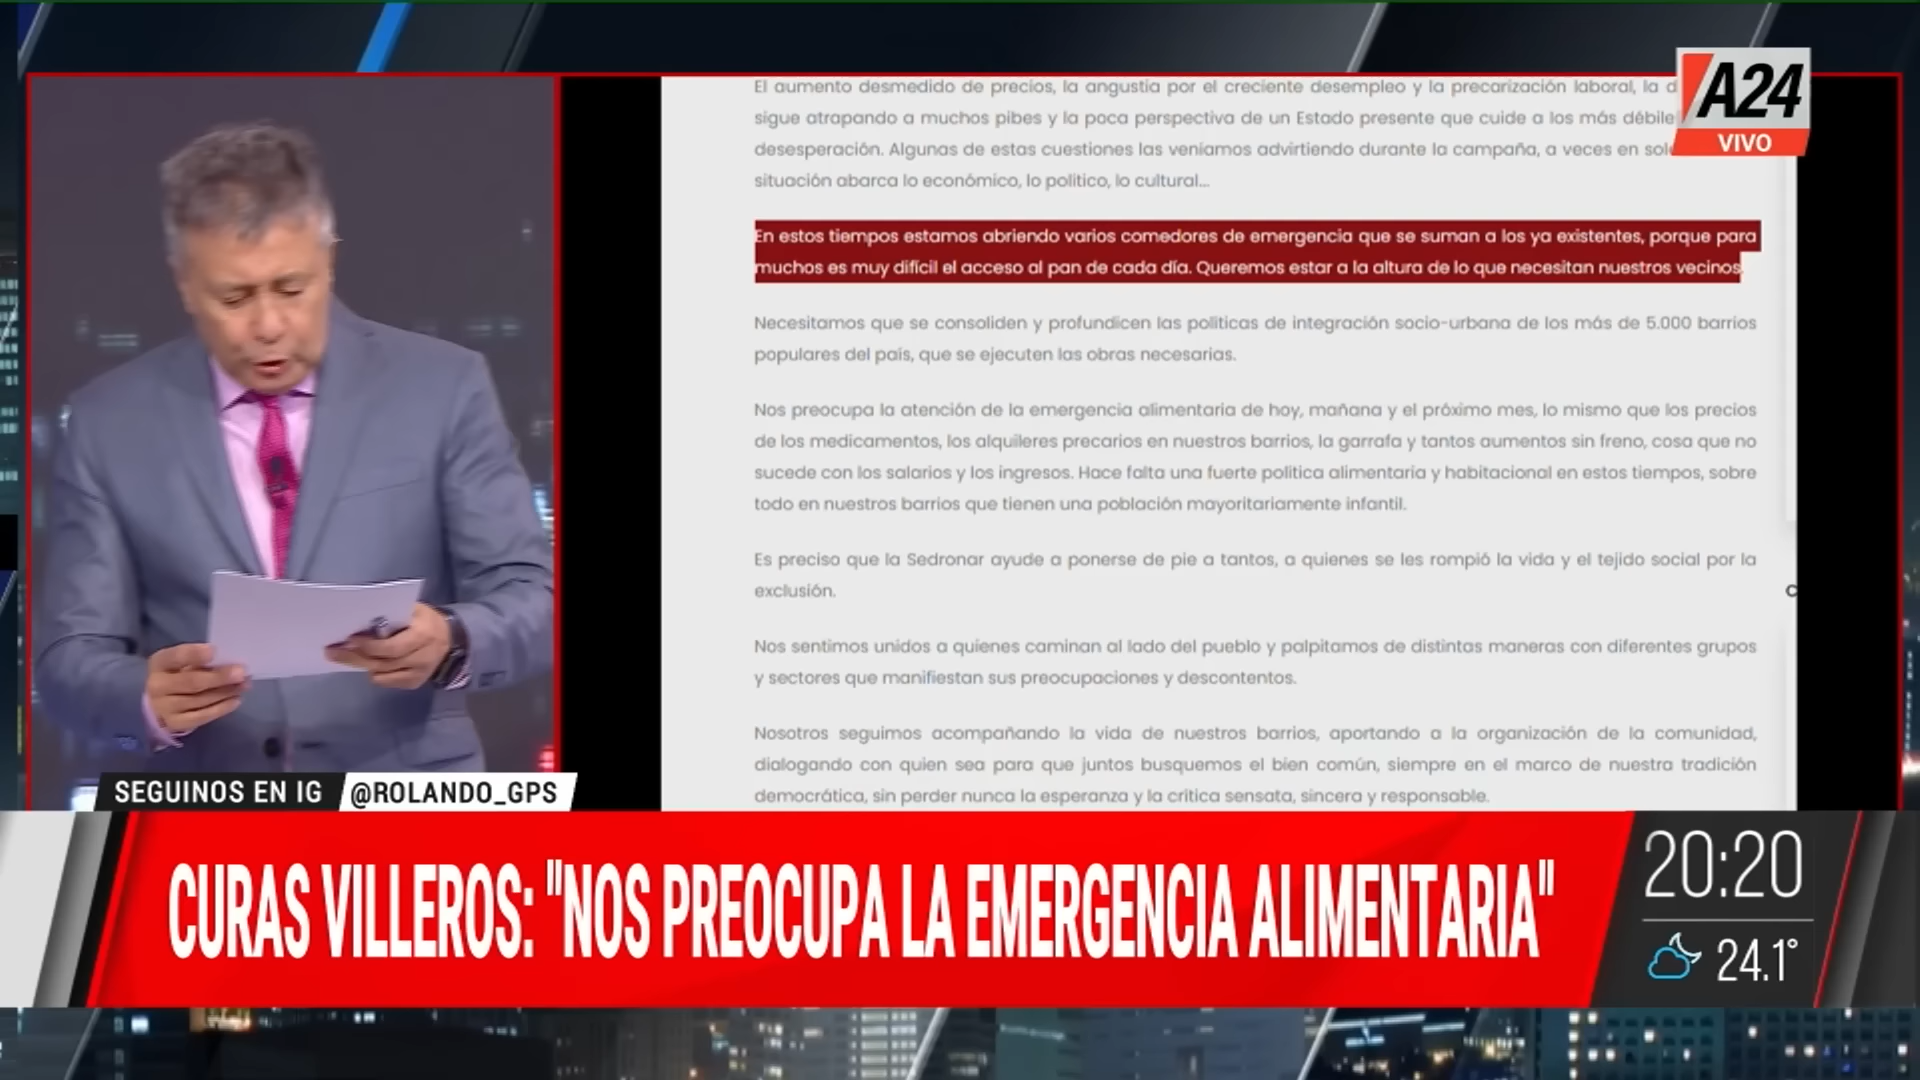 A24
VIVO
El aumento desmedido de precios, la angustia por el creciente desempleo y la precarización laboral, la
sigue atrapando a muchos pibes y la poca perspectiva de un Estado presente que cuide a los más
desesperación. Algunas de estas cuestiones las veniamos advirtiendo durante la campaña, a veces en
situación abarca lo económico, lo politico, lo cultural...
En estos tiempos estamos abriendo varios comedores de emergencia que se suman a los ya existentes, porque para
muchos es muy difícil el acceso al pan de cada día. Queremos estar a la altura de lo que necesitan nuestros vecinos.
Necesitamos que se consoliden y profundicen las políticas de integración socio-urbana de los más de 5.000 barrios
populares del país, que se ejecuten las obras necesarias.
Nos preocupa la atención de la emergencia alimentaria de hoy, mañana y el próximo mes, lo mismo que los precios
de los medicamentos, los alquileres precarios en nuestros barrios, la garrafa y tantos aumentos sin freno, cosa que no
sucede con los salarios y los ingresos. Hace falta una fuerte política alimentaria y habitacional en estos tiempos, sobre
todo en nuestros barrios que tienen una población mayoritariamente infantil.
Es preciso que la Sedronar ayude a ponerse de pie a tantos, a quienes se les rompió la vida y el tejido social por la
exclusión.
Nos sentimos unidos a quienes caminan al lado del pueblo y palpitamos de distintas maneras con diferentes grupos
y sectores que manifiestan sus preocupaciones y descontentos.
Nosotros seguimos acompañando la vida de nuestros barrios, aportando a la organización de la comunidad,
dialogando con quien sea para que juntos busquemos el bien común, siempre en el marco de nuestra tradición
democrática, sin perder nunca la esperanza y la crítica sensata, sincera y responsable.
SEGUINOS EN IG @ROLANDO_GPS
CURAS VILLEROS: "NOS PREOCUPA LA EMERGENCIA ALIMENTARIA"
20:20
24.1°